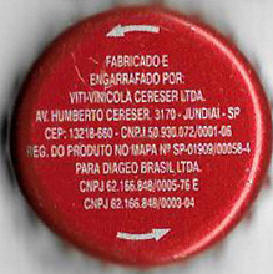 FABRICADO E
ENGARRAFADO POR:
VITI-VINICOLA CERESER LTDA.
AV. HUMBERTO CERESER, 3170 - JUNDIAI - SP
CEP: 13218-660 - CNPJ.50.930.072/0001-06
REG. DO PRODUTO NO MAPA Nº SP-01909/00058-4
PARA DIAGEO BRASIL LTDA.
CNPJ 62.166.848/0005-76 E
CNPJ 62.166.848/0003-04